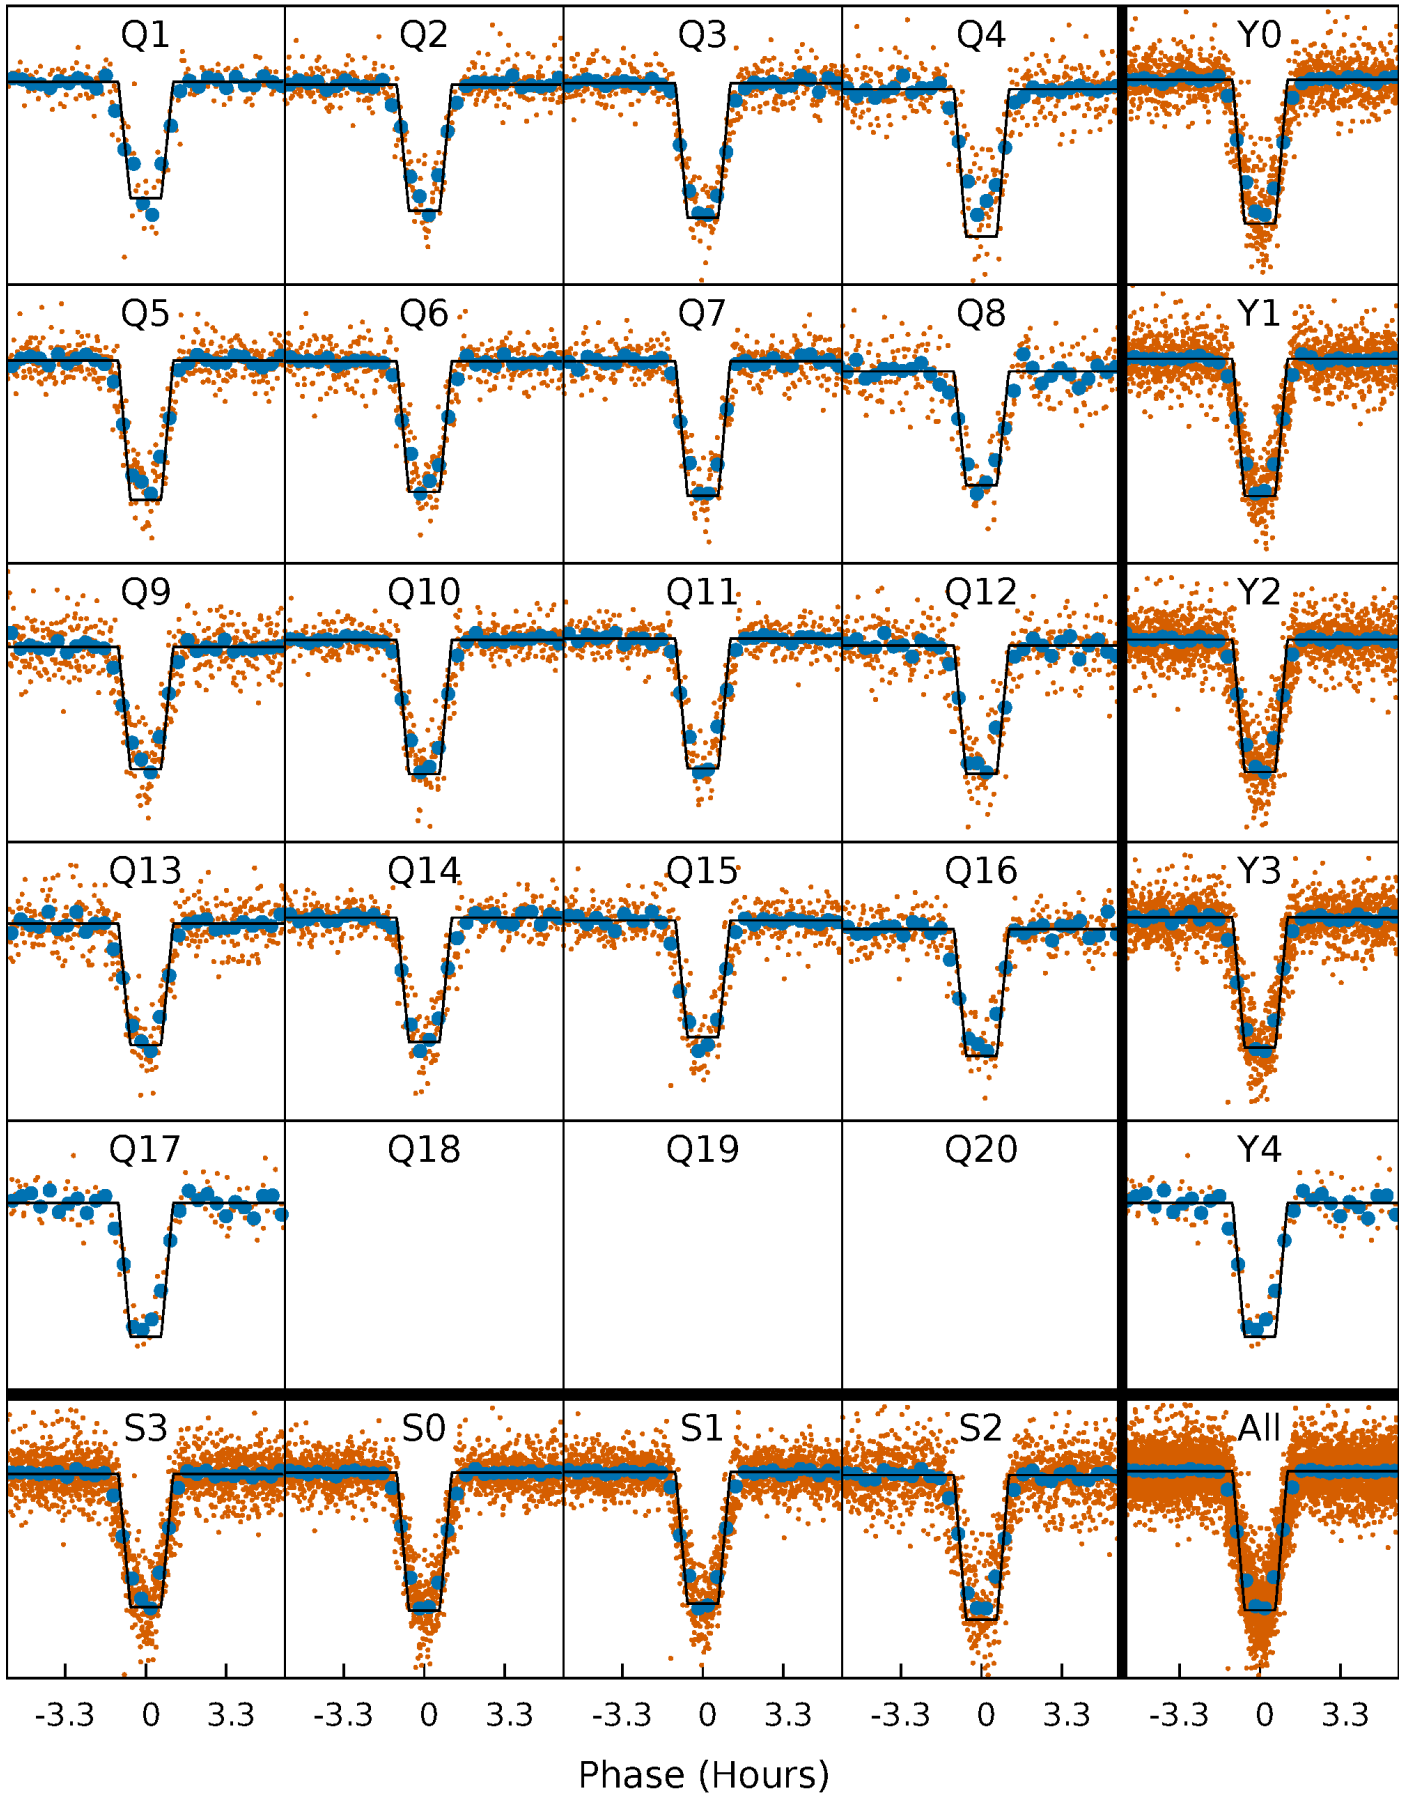 Q1 Q2 Q3 Q4 Y0
Q5 Q6 Q7 Q8 Y1
Q9 Q10 Q11 Q12 Y2
Q13 Q14 Q15 Q16 Y3
Q17 Q18 Q19 Q20 Y4
S3 S0 S1 S2 All
-3.3 0 3.3 -3.3 0 3.3 -3.3 0 3.3 -3.3 0 3.3 -3.3 0 3.3
Phase (Hours)